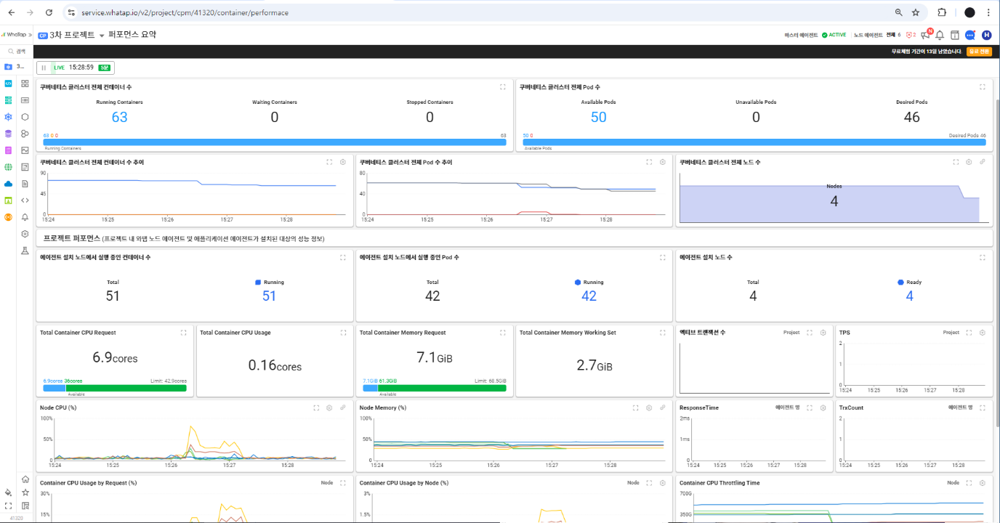 service.whatap.io/v2/project/cpm/41320/container/performace
WhaTap
CP 3차 프로젝트 퍼포먼스 요약
마스터 에이전트 ACTIVE 노드 에이전트 전체 6 2 N H
검색
무료체험 기간이 13일 남았습니다. 유료 전환
3...
LIVE 15:28:59 5분
쿠버네티스 클러스터 전체 컨테이너 수
Running Containers Waiting Containers Stopped Containers
63 0 0
63 0 0 63
Running Containers
쿠버네티스 클러스터 전체 Pod 수
Available Pods Unavailable Pods Desired Pods
50 0 46
50 0 Desired Pods 46
Available Pods
쿠버네티스 클러스터 전체 컨테이너 수 추이
90
45
0
15:24 15:25 15:26 15:27 15:28
쿠버네티스 클러스터 전체 Pod 수 추이
80
40
0
15:24 15:25 15:26 15:27 15:28
쿠버네티스 클러스터 전체 노드 수
Nodes
4
프로젝트 퍼포먼스 (프로젝트 내 와탭 노드 에이전트 및 애플리케이션 에이전트가 설치된 대상의 성능 정보)
에이전트 설치 노드에서 실행 중인 컨테이너 수
Total Running
51 51
에이전트 설치 노드에서 실행 중인 Pod 수
Total Running
42 42
에이전트 설치 노드 수
Total Ready
4 4
Total Container CPU Request
6.9cores
6.9cores 36cores Limit: 42.9cores
Available
Total Container CPU Usage
0.16cores
Total Container Memory Request
7.1GiB
7.1GiB 61.3GiB Limit: 68.5GiB
Available
Total Container Memory Working Set
2.7GiB
액티브 트랜잭션 수 Project
TPS Project
2
1
0
15:24 15:25 15:26 15:27 15:28
Node CPU (%)
100%
50%
0
15:24 15:25 15:26 15:27 15:28
Node Memory (%)
100%
50%
0
15:24 15:25 15:26 15:27 15:28
ResponseTime 에이전트 명
2ms
1ms
0
15:24 15:25 15:26 15:27 15:28
TrxCount 에이전트 명
2
1
0
15:24 15:25 15:26 15:27 15:28
Container CPU Usage by Request (%) Node
30%
15%
Container CPU Usage by Node (%) Node
3%
1.5%
Container CPU Throttling Time Node
700G
350G
41320